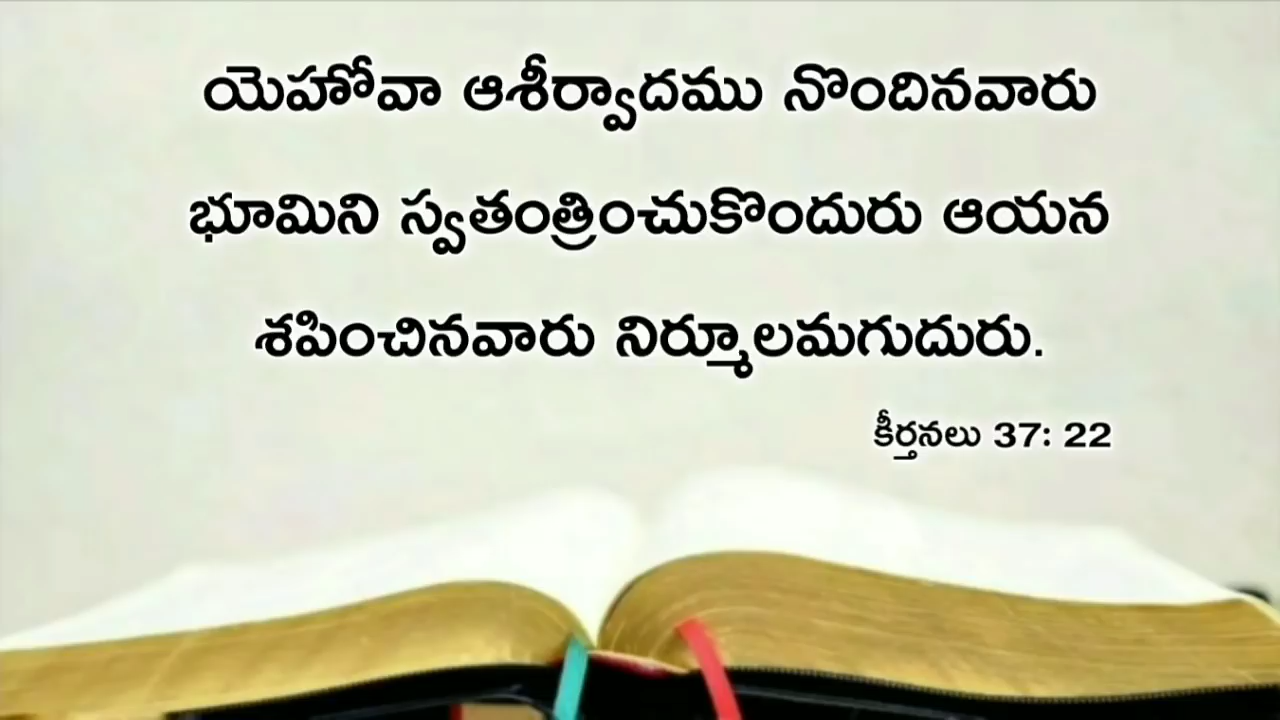 యెహోవా ఆశీర్వాదము నొందినవారు
భూమిని స్వతంత్రించుకొందురు ఆయన
శపించినవారు నిర్మూలమగుదురు.
కీర్తనలు 37: 22